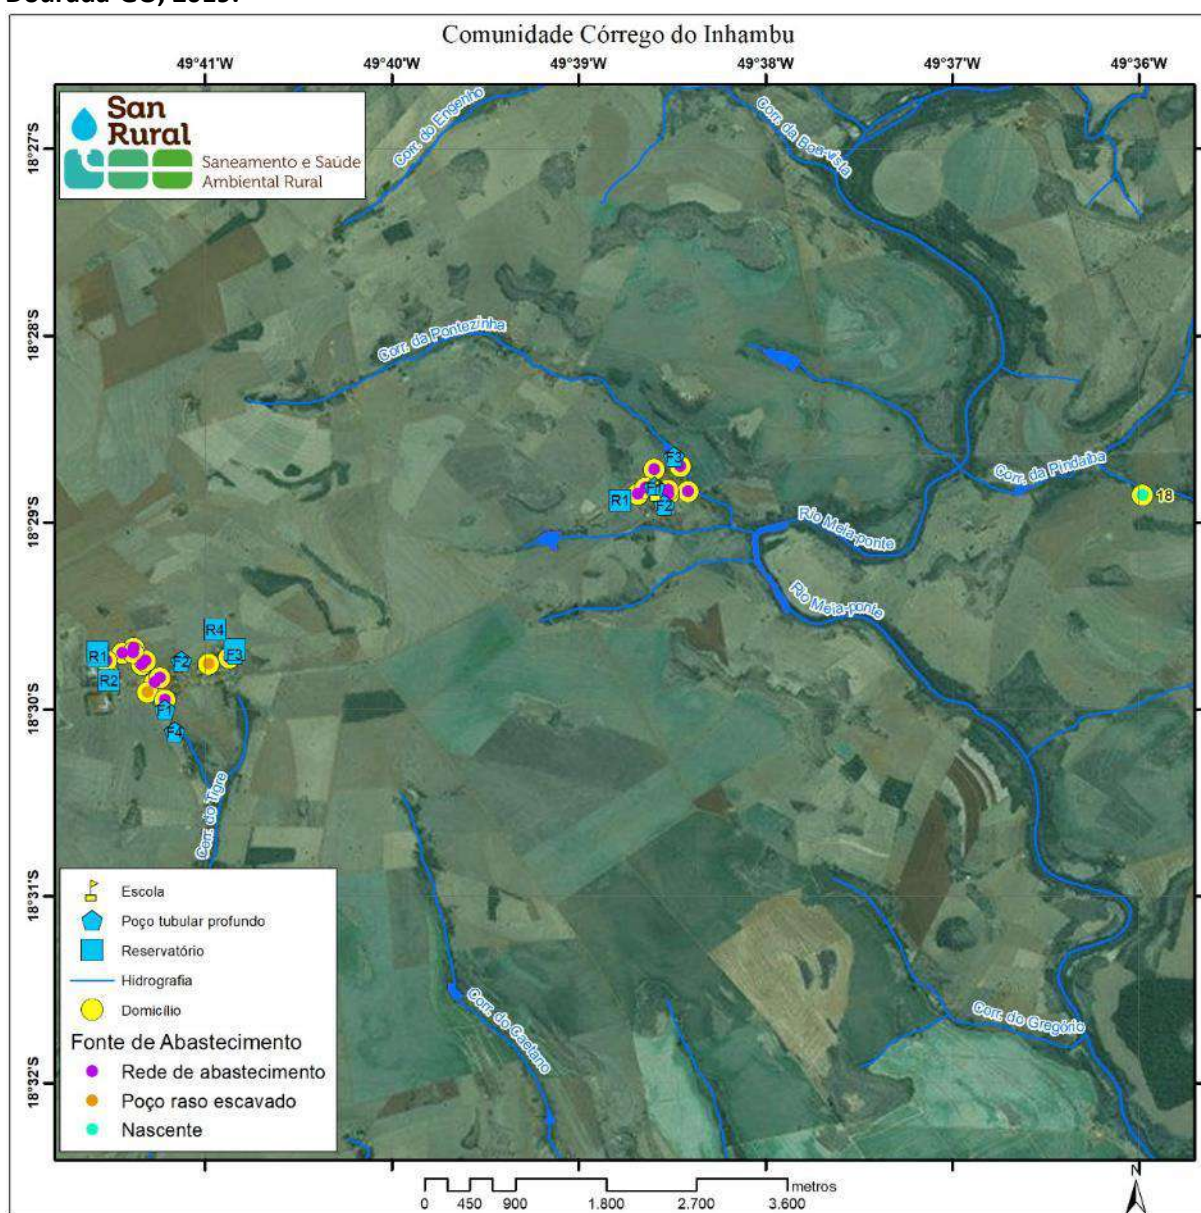 Dourada-GO, 2019.
Comunidade Córrego do Inhambu
49°41'W
49°40'W
49°39'W
49°38'W
49°37'W
49°36'W
18°27'S
18°28'S
18°29'S
18°30'S
18°31'S
18°32'S
San
Rural
Saneamento e Saúde
Ambiental Rural
Corr. do Engenho
Corr. da Boa-vista
Corr. da Pontezinha
Corr. da Pindaíba
F3
F1
R1
F2
18
Rio Meia-ponte
Rio Meia-ponte
R4
R1
F2
F3
R2
F1
F4
Corr. do Tigre
Corr. do Caetano
Corr. do Gregório
Escola
Poço tubular profundo
Reservatório
Hidrografia
Domicílio
Fonte de Abastecimento
Rede de abastecimento
Poço raso escavado
Nascente
metros
0 450 900 1.800 2.700 3.600
N